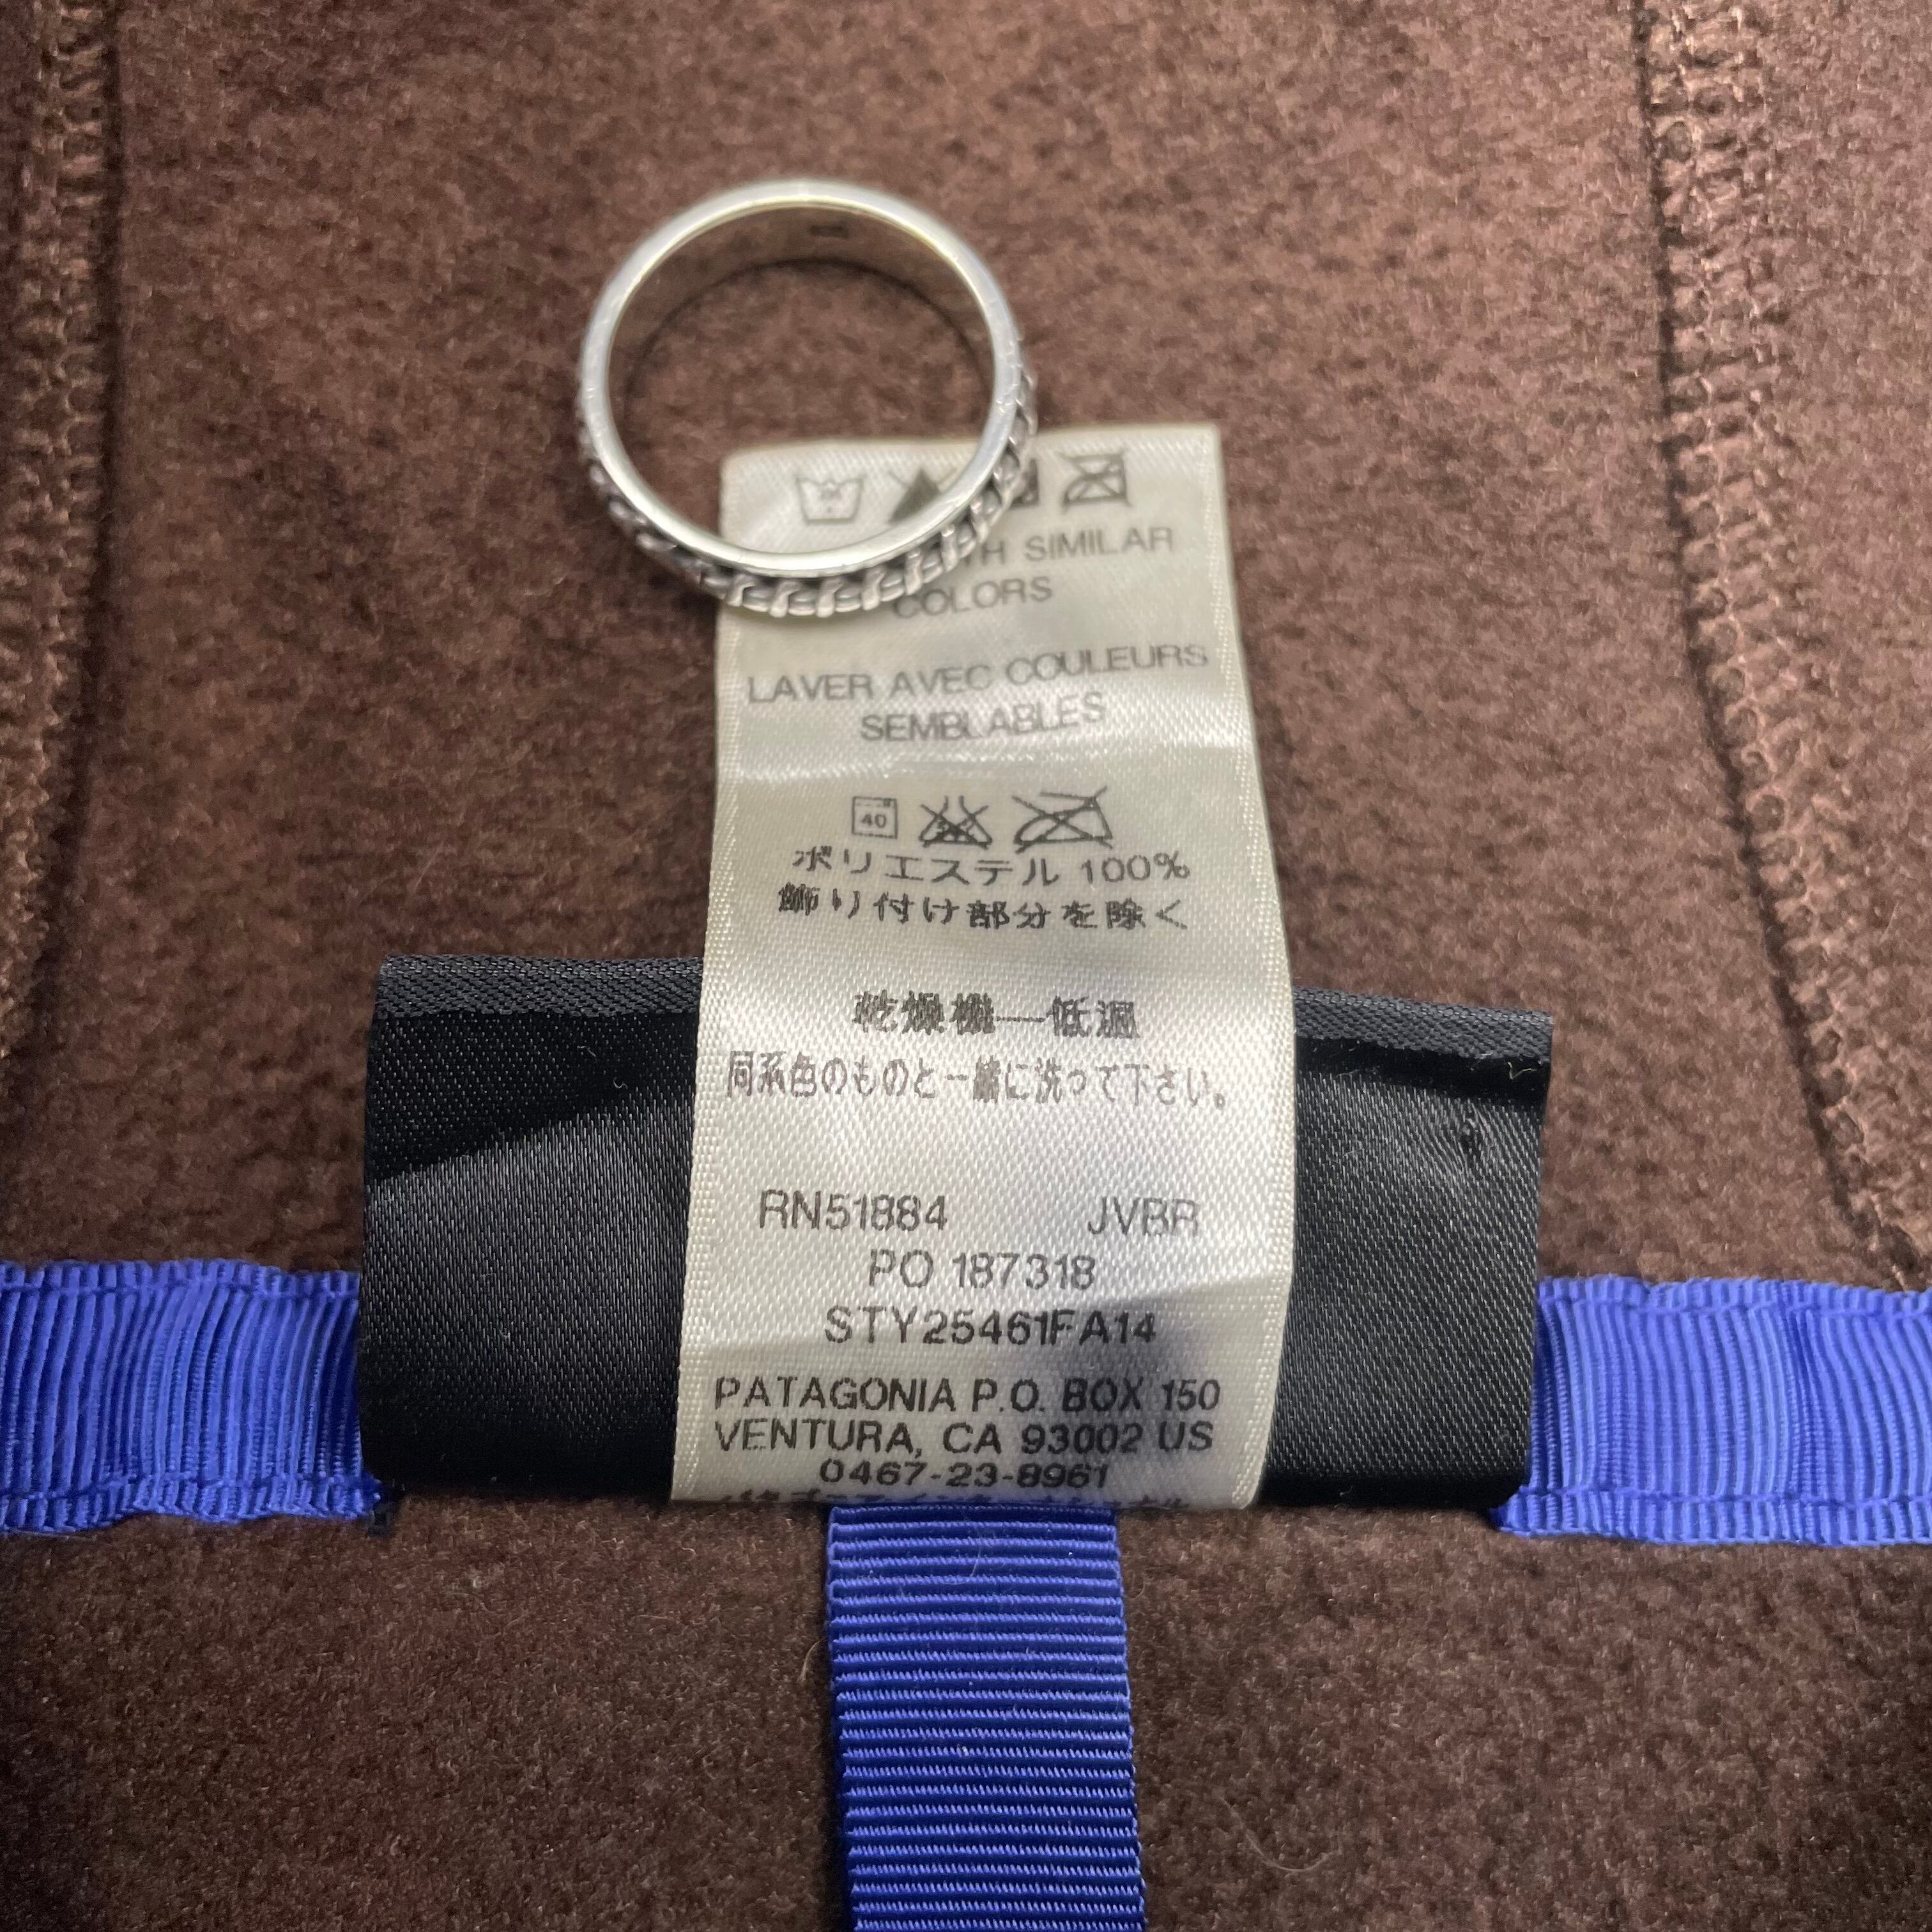 SIMILAR
COLORS
LAVER AVEC COULEURS
SEMBLABLES
40
ポリエステル 100%
飾り付け部分を除く
乾燥機—低温
同系色のものと一緒に洗って下さい。
RN51884 JVBR
PO 187318
STY25461FA14
PATAGONIA P.O. BOX 150
VENTURA, CA 93002 US
0467-23-8961